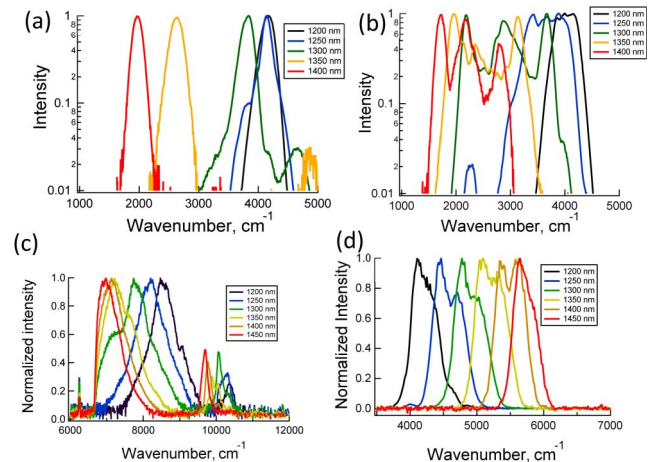 (a)
Intensity
1
8
6
4
2
0.1
8
6
4
2
0.01
1200 nm
1250 nm
1300 nm
1350 nm
1400 nm
1000 2000 3000 4000 5000
Wavenumber, cm-1
(b)
Intensity
1
8
6
4
2
0.1
8
6
4
2
0.01
1200 nm
1250 nm
1300 nm
1350 nm
1400 nm
1000 2000 3000 4000 5000
Wavenumber, cm-1
(c)
Normalized intensity
1.0
0.8
0.6
0.4
0.2
0.0
1200 nm
1250 nm
1300 nm
1350 nm
1400 nm
1450 nm
6000 8000 10000 12000
Wavenumber, cm-1
(d)
Normalized intensity
1.0
0.8
0.6
0.4
0.2
0.0
1200 nm
1250 nm
1300 nm
1350 nm
1400 nm
1450 nm
4000 5000 6000 7000
Wavenumber, cm-1